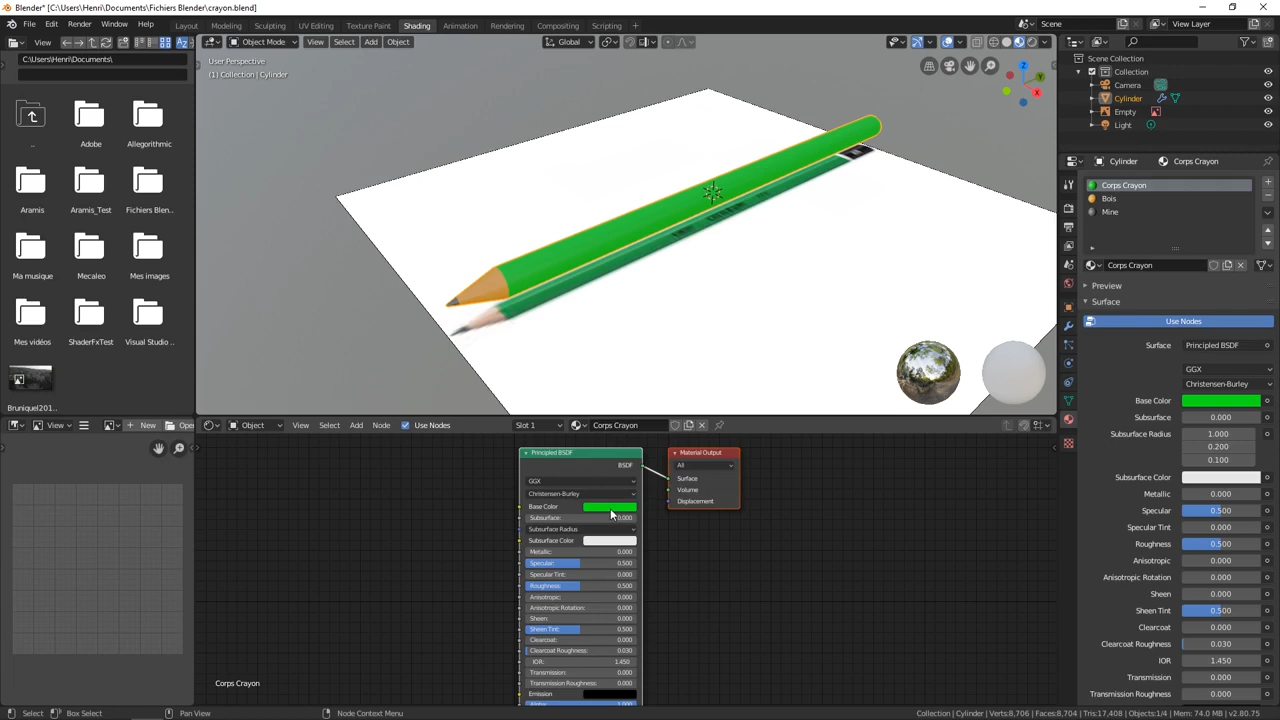 Blender* [C:\Users\Henri\Documents\Fichiers Blender\crayon.blend]
File Edit Render Window Help Layout Modeling Sculpting UV Editing Texture Paint Shading Animation Rendering Compositing Scripting Scene View Layer
View Object Mode View Select Add Object Global
C:\Users\Henri\Documents\
User Perspective
(1) Collection | Cylinder
..
Adobe
Allegorithmic
Aramis
Aramis_Test
Fichiers Blen..
Ma musique
Mecaleo
Mes images
Mes vidéos
ShaderFxTest
Visual Studio ..
Bruniquel201..
Z
Y
X
Scene Collection
Collection
Camera
Cylinder
Empty
Light
Cylinder Corps Crayon
Corps Crayon
Bois
Mine
Corps Crayon
Preview
Surface
Use Nodes
Surface Principled BSDF
GGX
Christensen-Burley
Base Color
Subsurface 0.000
Subsurface Radius 1.000
0.200
0.100
Subsurface Color
Metallic 0.000
Specular 0.500
Specular Tint 0.000
Roughness 0.500
Anisotropic 0.000
Anisotropic Rotation 0.000
Sheen 0.000
Sheen Tint 0.500
Clearcoat 0.000
Clearcoat Roughness 0.030
IOR 1.450
Transmission 0.000
Transmission Roughness 0.000
View New Open
Object View Select Add Node Use Nodes Slot 1 Corps Crayon
Principled BSDF
BSDF
GGX
Christensen-Burley
Base Color
Subsurface: 0.000
Subsurface Radius
Subsurface Color
Metallic: 0.000
Specular: 0.500
Specular Tint: 0.000
Roughness: 0.500
Anisotropic: 0.000
Anisotropic Rotation: 0.000
Sheen: 0.000
Sheen Tint: 0.500
Clearcoat: 0.000
Clearcoat Roughness: 0.030
IOR: 1.450
Transmission: 0.000
Transmission Roughness: 0.000
Emission
Material Output
All
Surface
Volume
Displacement
Corps Crayon
Select Box Select Pan View Node Context Menu Collection | Cylinder | Verts:8,706 | Faces:8,704 | Tris:17,408 | Objects:1/4 | Mem: 74.0 MB | v2.80.75